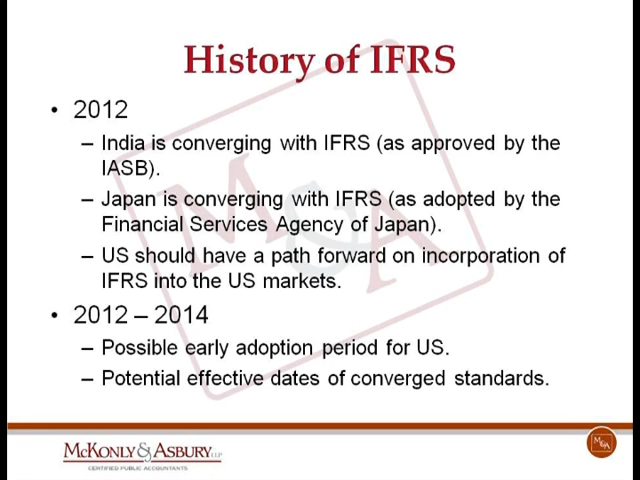 History of IFRS
• 2012
– India is converging with IFRS (as approved by the
IASB).
– Japan is converging with IFRS (as adopted by the
Financial Services Agency of Japan).
– US should have a path forward on incorporation of
IFRS into the US markets.
• 2012 – 2014
– Possible early adoption period for US.
– Potential effective dates of converged standards.
M&A
McKonly & Asbury LLP
CERTIFIED PUBLIC ACCOUNTANTS
M&A